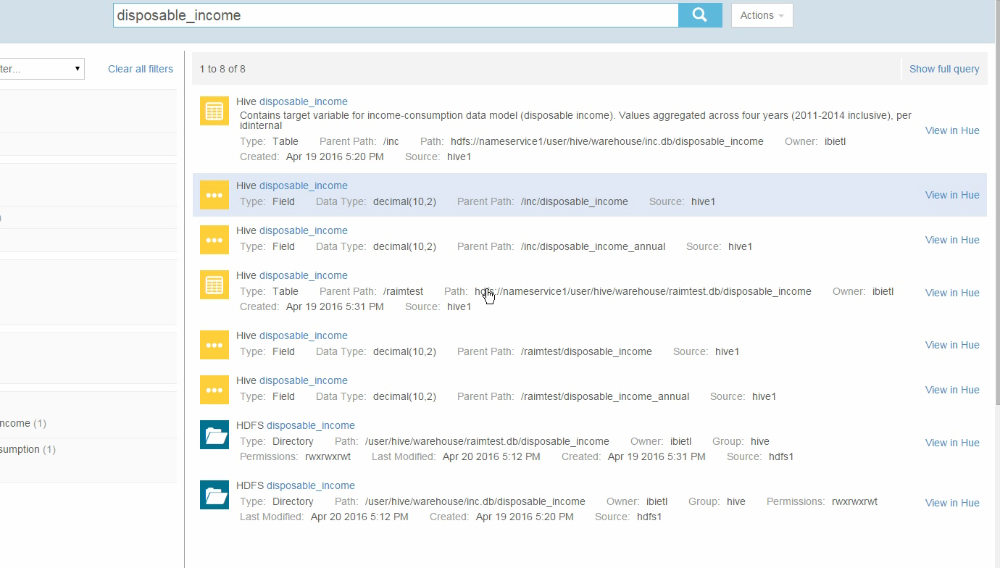 disposable_income
Actions
ter...
Clear all filters
1 to 8 of 8
Show full query
Hive disposable_income
Contains target variable for income-consumption data model (disposable income). Values aggregated across four years (2011-2014 inclusive), per
idinternal
Type: Table Parent Path: /inc Path: hdfs://nameservice1/user/hive/warehouse/inc.db/disposable_income Owner: ibietl
Created: Apr 19 2016 5:20 PM Source: hive1
View in Hue
Hive disposable_income
Type: Field Data Type: decimal(10,2) Parent Path: /inc/disposable_income Source: hive1
View in Hue
)
Hive disposable_income
Type: Field Data Type: decimal(10,2) Parent Path: /inc/disposable_income_annual Source: hive1
View in Hue
Hive disposable_income
Type: Table Parent Path: /raimtest Path: hdfs://nameservice1/user/hive/warehouse/raimtest.db/disposable_income Owner: ibietl
Created: Apr 19 2016 5:31 PM Source: hive1
View in Hue
Hive disposable_income
Type: Field Data Type: decimal(10,2) Parent Path: /raimtest/disposable_income Source: hive1
View in Hue
Hive disposable_income
Type: Field Data Type: decimal(10,2) Parent Path: /raimtest/disposable_income_annual Source: hive1
View in Hue
ncome (1)
sumption (1)
HDFS disposable_income
Type: Directory Path: /user/hive/warehouse/raimtest.db/disposable_income Owner: ibietl Group: hive
Permissions: rwxrwxrwt Last Modified: Apr 20 2016 5:12 PM Created: Apr 19 2016 5:31 PM Source: hdfs1
View in Hue
HDFS disposable_income
Type: Directory Path: /user/hive/warehouse/inc.db/disposable_income Owner: ibietl Group: hive Permissions: rwxrwxrwt
Last Modified: Apr 20 2016 5:12 PM Created: Apr 19 2016 5:20 PM Source: hdfs1
View in Hue